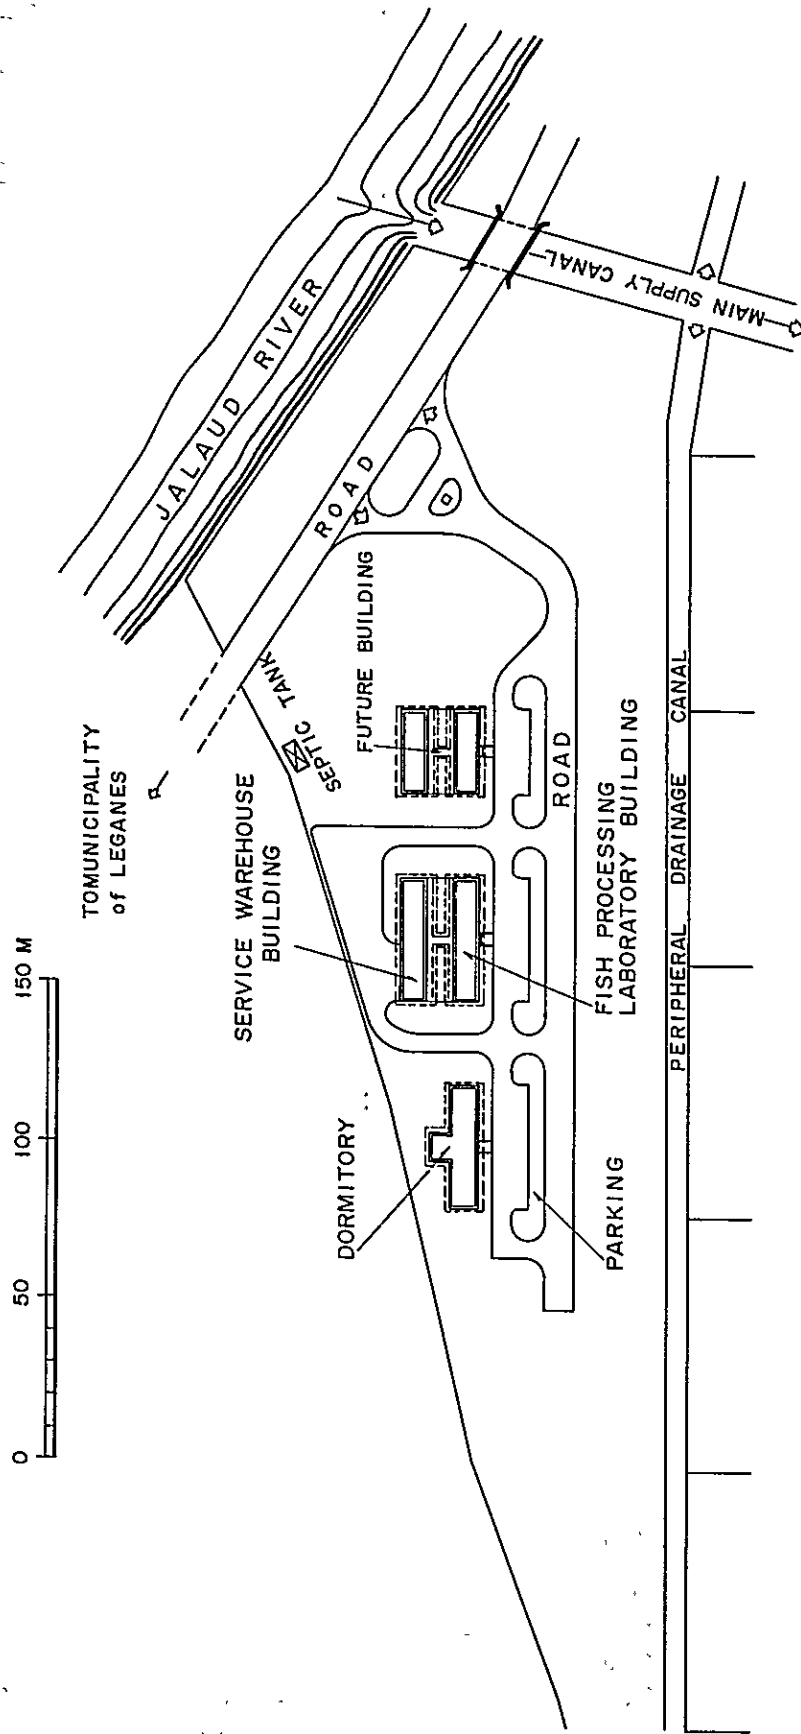 0 50 100 150 M
TOMUNICIPALITY
of LEGANES
JALAUD RIVER
ROAD
SEPTIC TANK
FUTURE BUILDING
SERVICE WAREHOUSE
BUILDING
DORMITORY
MAIN SUPPLY CANAL
ROAD
FISH PROCESSING
LABORATORY BUILDING
PARKING
PERIPHERAL DRAINAGE CANAL